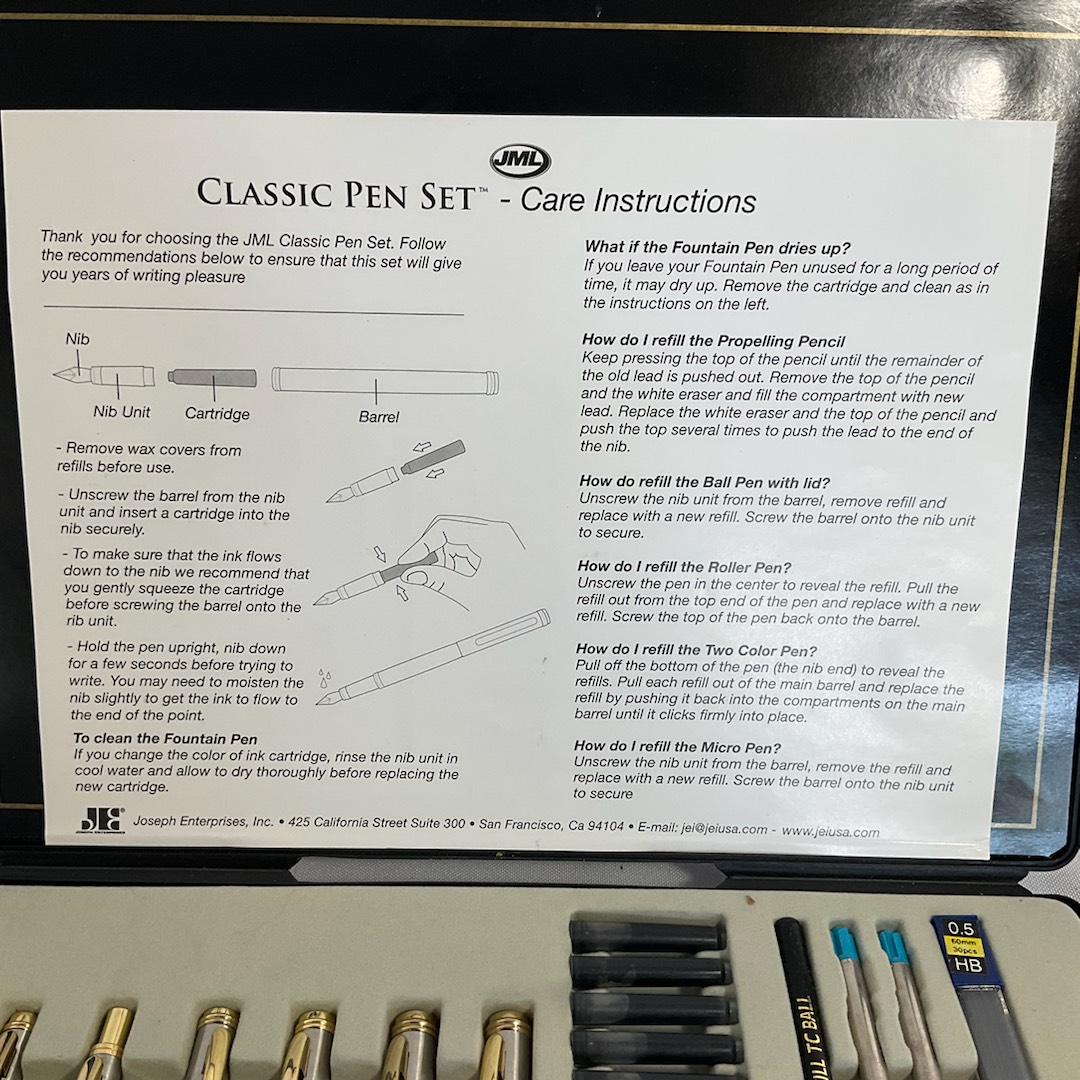 JML
CLASSIC PEN SET™ - Care Instructions
Thank you for choosing the JML Classic Pen Set. Follow
the recommendations below to ensure that this set will give
you years of writing pleasure
Nib
Nib Unit
Cartridge
Barrel
- Remove wax covers from
refills before use.
- Unscrew the barrel from the nib
unit and insert a cartridge into the
nib securely.
- To make sure that the ink flows
down to the nib we recommend that
you gently squeeze the cartridge
before screwing the barrel onto the
rib unit.
- Hold the pen upright, nib down
for a few seconds before trying to
write. You may need to moisten the
nib slightly to get the ink to flow to
the end of the point.
To clean the Fountain Pen
If you change the color of ink cartridge, rinse the nib unit in
cool water and allow to dry thoroughly before replacing the
new cartridge.
What if the Fountain Pen dries up?
If you leave your Fountain Pen unused for a long period of
time, it may dry up. Remove the cartridge and clean as in
the instructions on the left.
How do I refill the Propelling Pencil
Keep pressing the top of the pencil until the remainder of
the old lead is pushed out. Remove the top of the pencil
and the white eraser and fill the compartment with new
lead. Replace the white eraser and the top of the pencil and
push the top several times to push the lead to the end of
the nib.
How do refill the Ball Pen with lid?
Unscrew the nib unit from the barrel, remove refill and
replace with a new refill. Screw the barrel onto the nib unit
to secure.
How do I refill the Roller Pen?
Unscrew the pen in the center to reveal the refill. Pull the
refill out from the top end of the pen and replace with a new
refill. Screw the top of the pen back onto the barrel.
How do I refill the Two Color Pen?
Pull off the bottom of the pen (the nib end) to reveal the
refills. Pull each refill out of the main barrel and replace the
refill by pushing it back into the compartments on the main
barrel until it clicks firmly into place.
How do I refill the Micro Pen?
Unscrew the nib unit from the barrel, remove the refill and
replace with a new refill. Screw the barrel onto the nib unit
to secure
JE®
JOSEPH ENTERPRISES
Joseph Enterprises, Inc. • 425 California Street Suite 300 • San Francisco, Ca 94104 • E-mail: jei@jeiusa.com - www.jeiusa.com
TC BALL
0.5
60mm
30pcs
HB